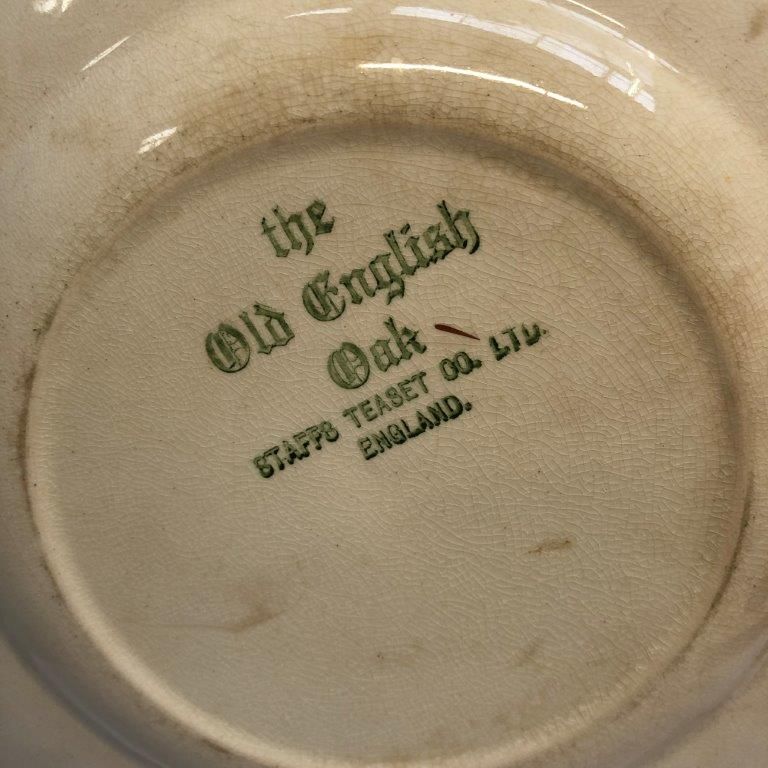 the
Old English
Oak
STAFFS TEASET CO. LTD.
ENGLAND.